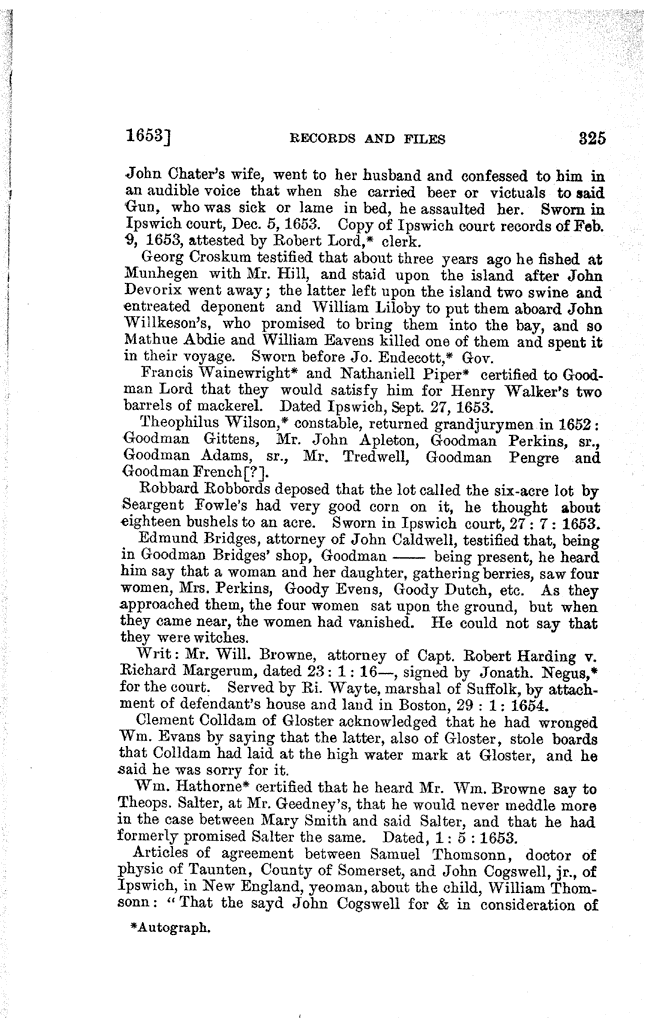 1653] RECORDS AND FILES 325
John Chater's wife, went to her husband and confessed to him in
an audible voice that when she carried beer or victuals to said
Gun, who was sick or lame in bed, he assaulted her. Sworn in
Ipswich court, Dec. 5, 1653. Copy of Ipswich court records of Feb.
9, 1653, attested by Robert Lord,* clerk.
Georg Croskum testified that about three years ago he fished at
Munhegen with Mr. Hill, and staid upon the island after John
Devorix went away; the latter left upon the island two swine and
entreated deponent and William Liloby to put them aboard John
Willkeson's, who promised to bring them into the bay, and so
Mathue Abdie and William Eavens killed one of them and spent it
in their voyage. Sworn before Jo. Endecott,* Gov.
Francis Wainewright* and Nathaniell Piper* certified to Good-
man Lord that they would satisfy him for Henry Walker's two
barrels of mackerel. Dated Ipswich, Sept. 27, 1653.
Theophilus Wilson,* constable, returned grandjurymen in 1652:
Goodman Gittens, Mr. John Apleton, Goodman Perkins, sr.,
Goodman Adams, sr., Mr. Tredwell, Goodman Pengre and
Goodman French[?].
Robbard Robbords deposed that the lot called the six-acre lot by
Seargent Fowle's had very good corn on it, he thought about
eighteen bushels to an acre. Sworn in Ipswich court, 27 : 7 : 1653.
Edmund Bridges, attorney of John Caldwell, testified that, being
in Goodman Bridges' shop, Goodman —— being present, he heard
him say that a woman and her daughter, gathering berries, saw four
women, Mrs. Perkins, Goody Evens, Goody Dutch, etc. As they
approached them, the four women sat upon the ground, but when
they came near, the women had vanished. He could not say that
they were witches.
Writ: Mr. Will. Browne, attorney of Capt. Robert Harding v.
Richard Margerum, dated 23 : 1 : 16—, signed by Jonath. Negus,*
for the court. Served by Ri. Wayte, marshal of Suffolk, by attach-
ment of defendant's house and land in Boston, 29 : 1 : 1654.
Clement Colldam of Gloster acknowledged that he had wronged
Wm. Evans by saying that the latter, also of Gloster, stole boards
that Colldam had laid at the high water mark at Gloster, and he
said he was sorry for it.
Wm. Hathorne* certified that he heard Mr. Wm. Browne say to
Theops. Salter, at Mr. Geedney's, that he would never meddle more
in the case between Mary Smith and said Salter, and that he had
formerly promised Salter the same. Dated, 1 : 5 : 1653.
Articles of agreement between Samuel Thomsonn, doctor of
physic of Taunten, County of Somerset, and John Cogswell, jr., of
Ipswich, in New England, yeoman, about the child, William Thom-
sonn: "That the sayd John Cogswell for & in consideration of
*Autograph.